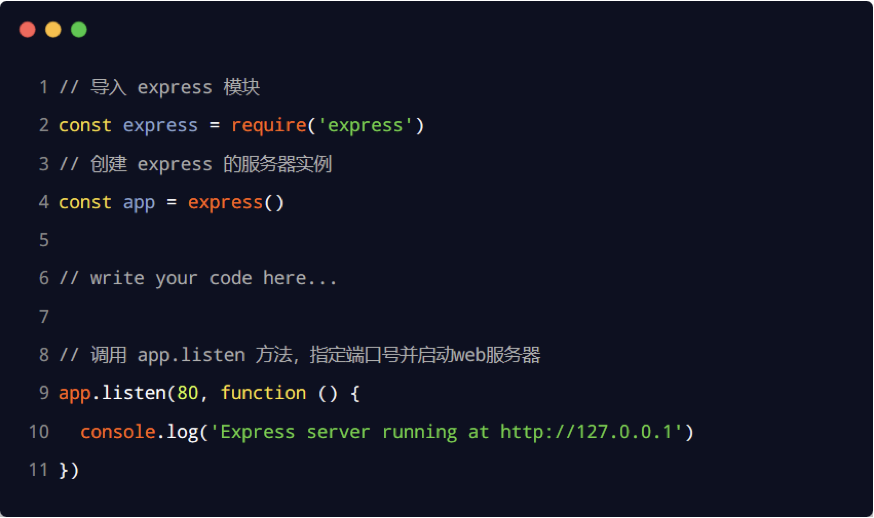 1 // 导入 express 模块
2 const express = require('express')
3 // 创建 express 的服务器实例
4 const app = express()
5
6 // write your code here...
7
8 // 调用 app.listen 方法，指定端口号并启动web服务器
9 app.listen(80, function () {
10   console.log('Express server running at http://127.0.0.1')
11 })